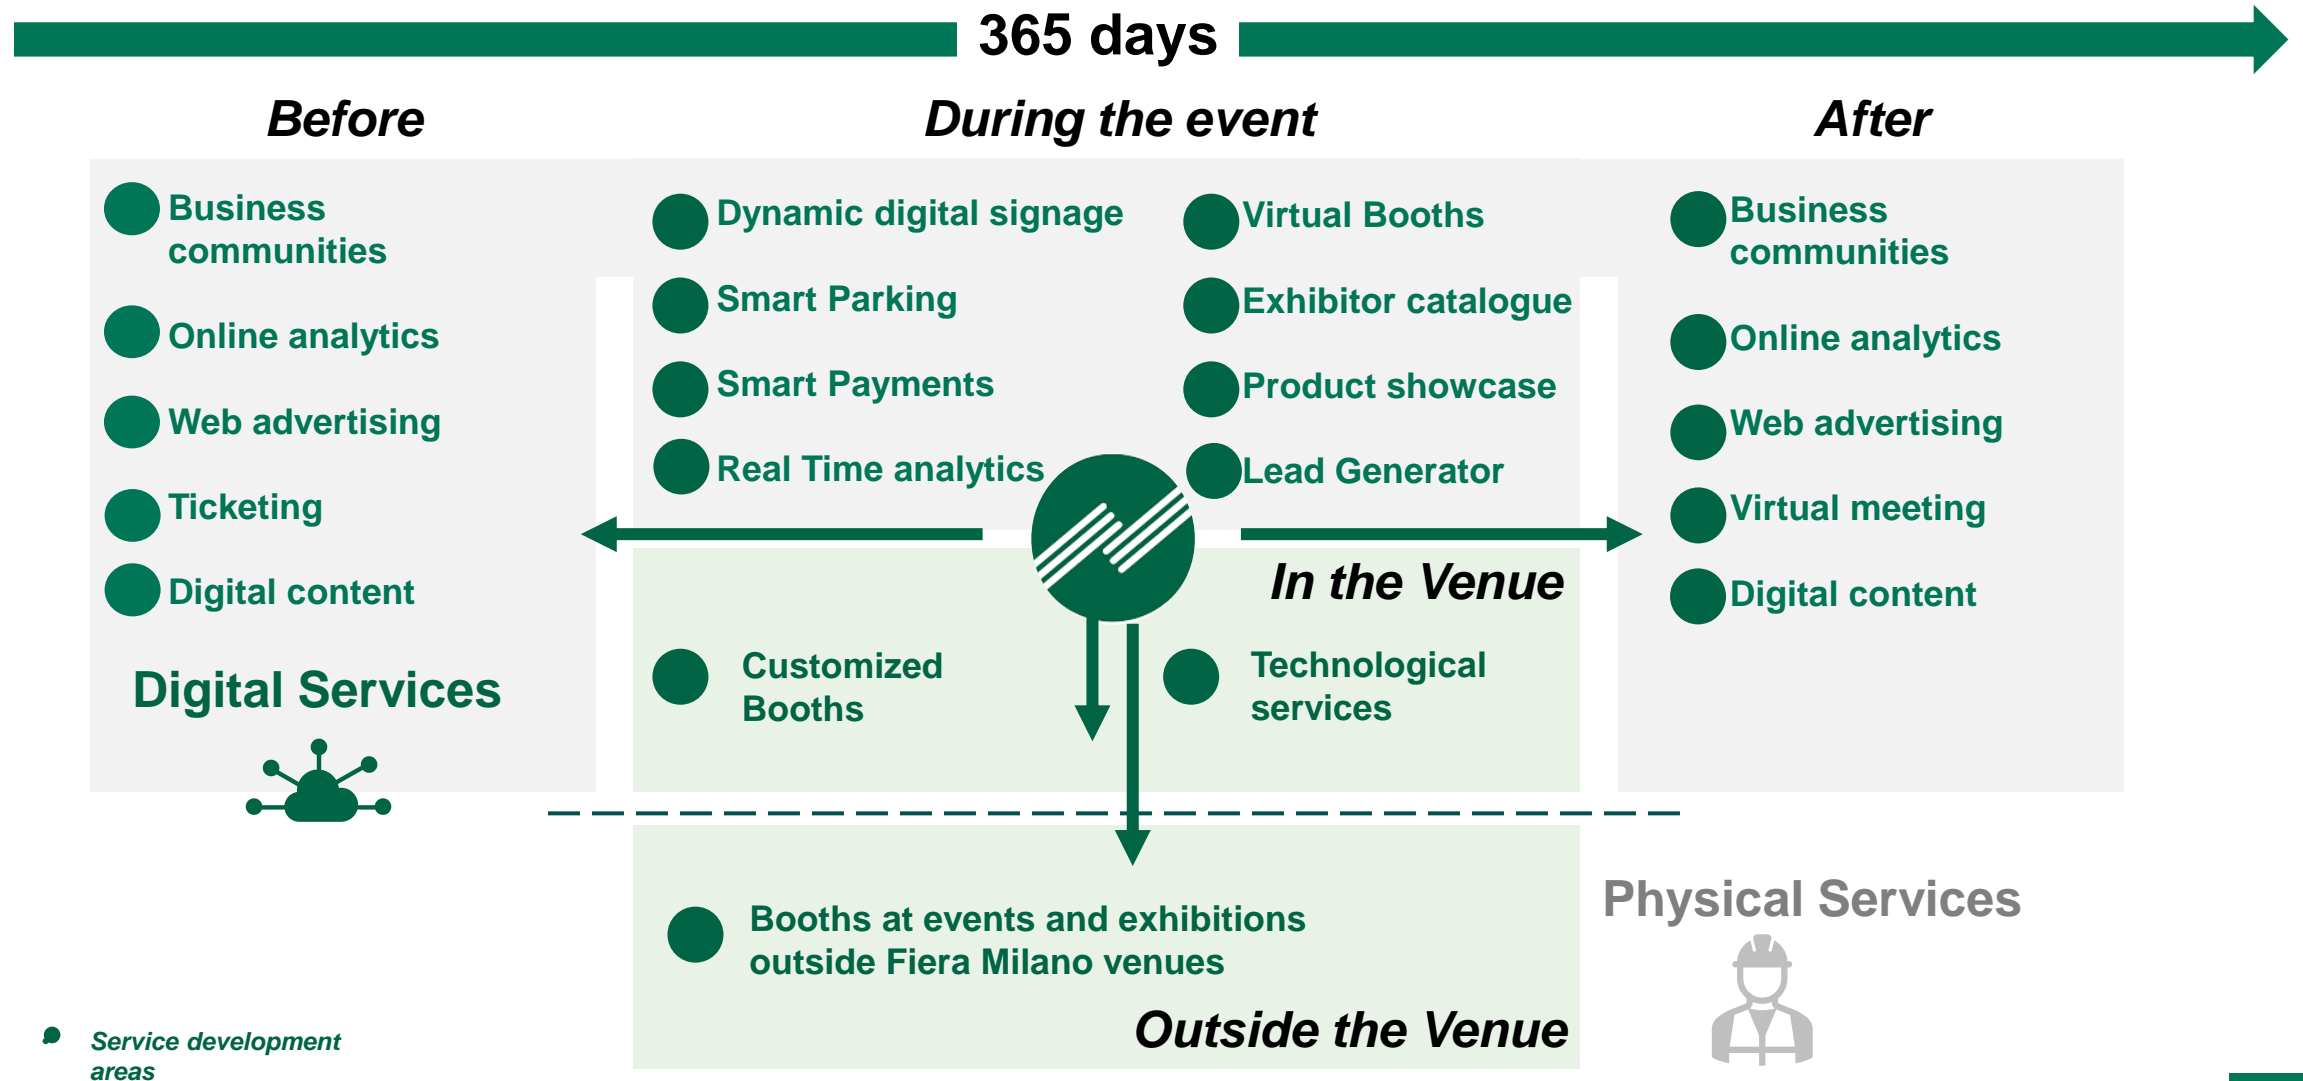 365 days
Before
During the event
After
Business
communities
Online analytics
Web advertising
Ticketing
Digital content
Digital Services
Dynamic digital signage
Smart Parking
Smart Payments
Real Time analytics
Virtual Booths
Exhibitor catalogue
Product showcase
Lead Generator
In the Venue
Customized
Booths
Technological
services
Business
communities
Online analytics
Web advertising
Virtual meeting
Digital content
Booths at events and exhibitions
outside Fiera Milano venues
Outside the Venue
Physical Services
Service development
areas